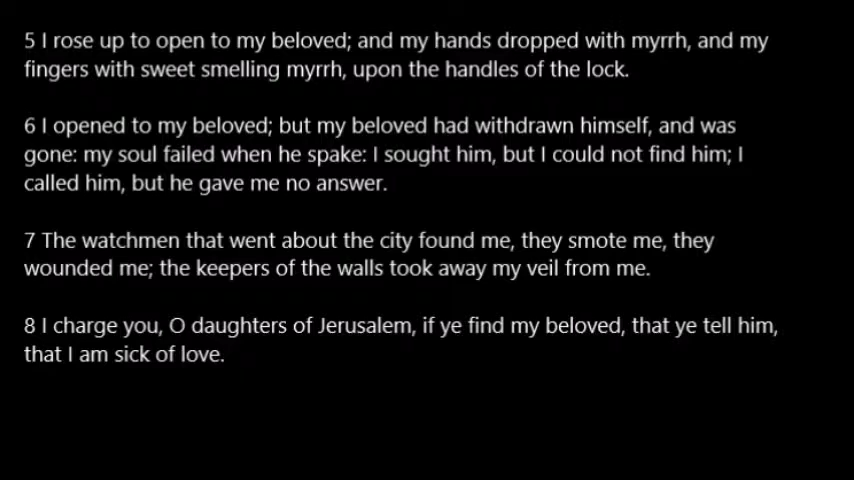 5 I rose up to open to my beloved; and my hands dropped with myrrh, and my
fingers with sweet smelling myrrh, upon the handles of the lock.
6 I opened to my beloved; but my beloved had withdrawn himself, and was
gone: my soul failed when he spake: I sought him, but I could not find him; I
called him, but he gave me no answer.
7 The watchmen that went about the city found me, they smote me, they
wounded me; the keepers of the walls took away my veil from me.
8 I charge you, O daughters of Jerusalem, if ye find my beloved, that ye tell him,
that I am sick of love.